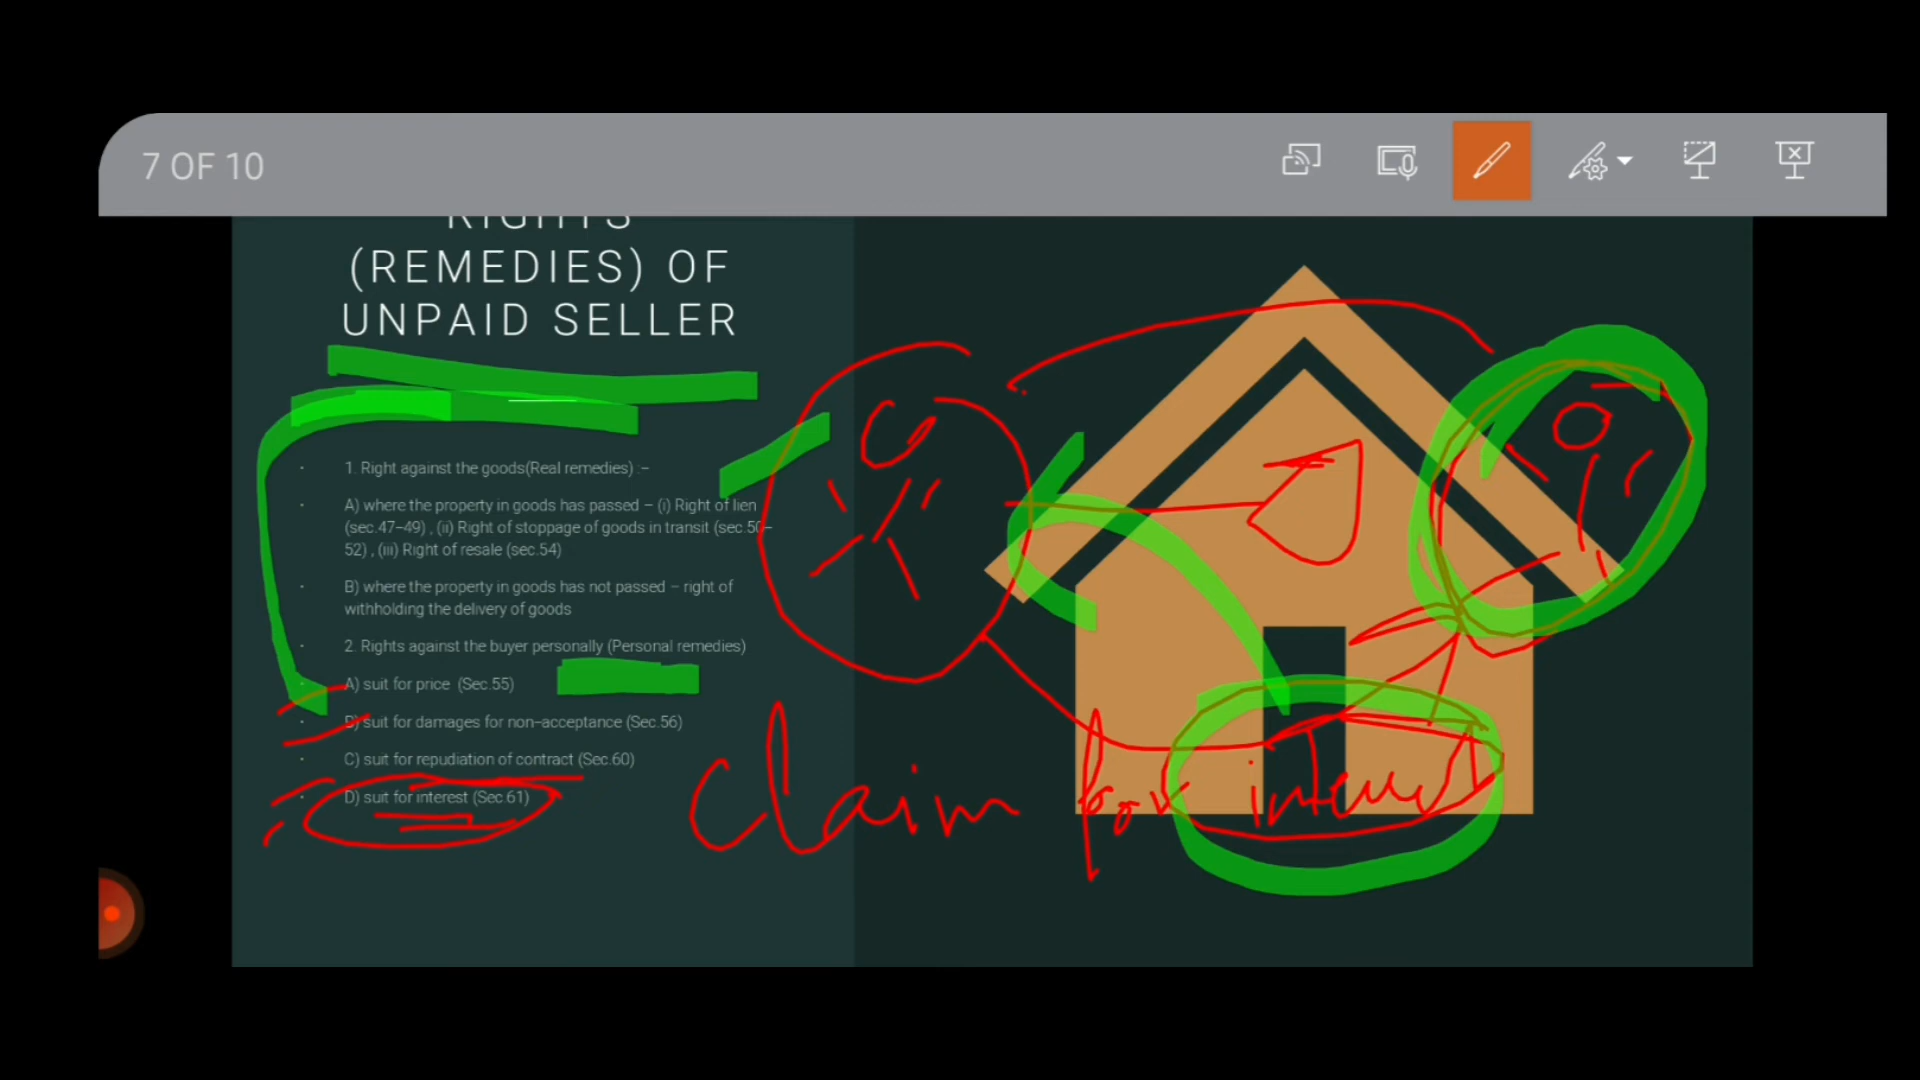 7 OF 10
RIGHTS
(REMEDIES) OF
UNPAID SELLER
1. Right against the goods(Real remedies) :–
A) where the property in goods has passed – (i) Right of lien
(sec.47–49) , (ii) Right of stoppage of goods in transit (sec.50–
52) , (iii) Right of resale (sec.54)
B) where the property in goods has not passed – right of
withholding the delivery of goods
2. Rights against the buyer personally (Personal remedies)
A) suit for price (Sec.55)
B) suit for damages for non–acceptance (Sec.56)
C) suit for repudiation of contract (Sec.60)
D) suit for interest (Sec.61)
Claim for interest